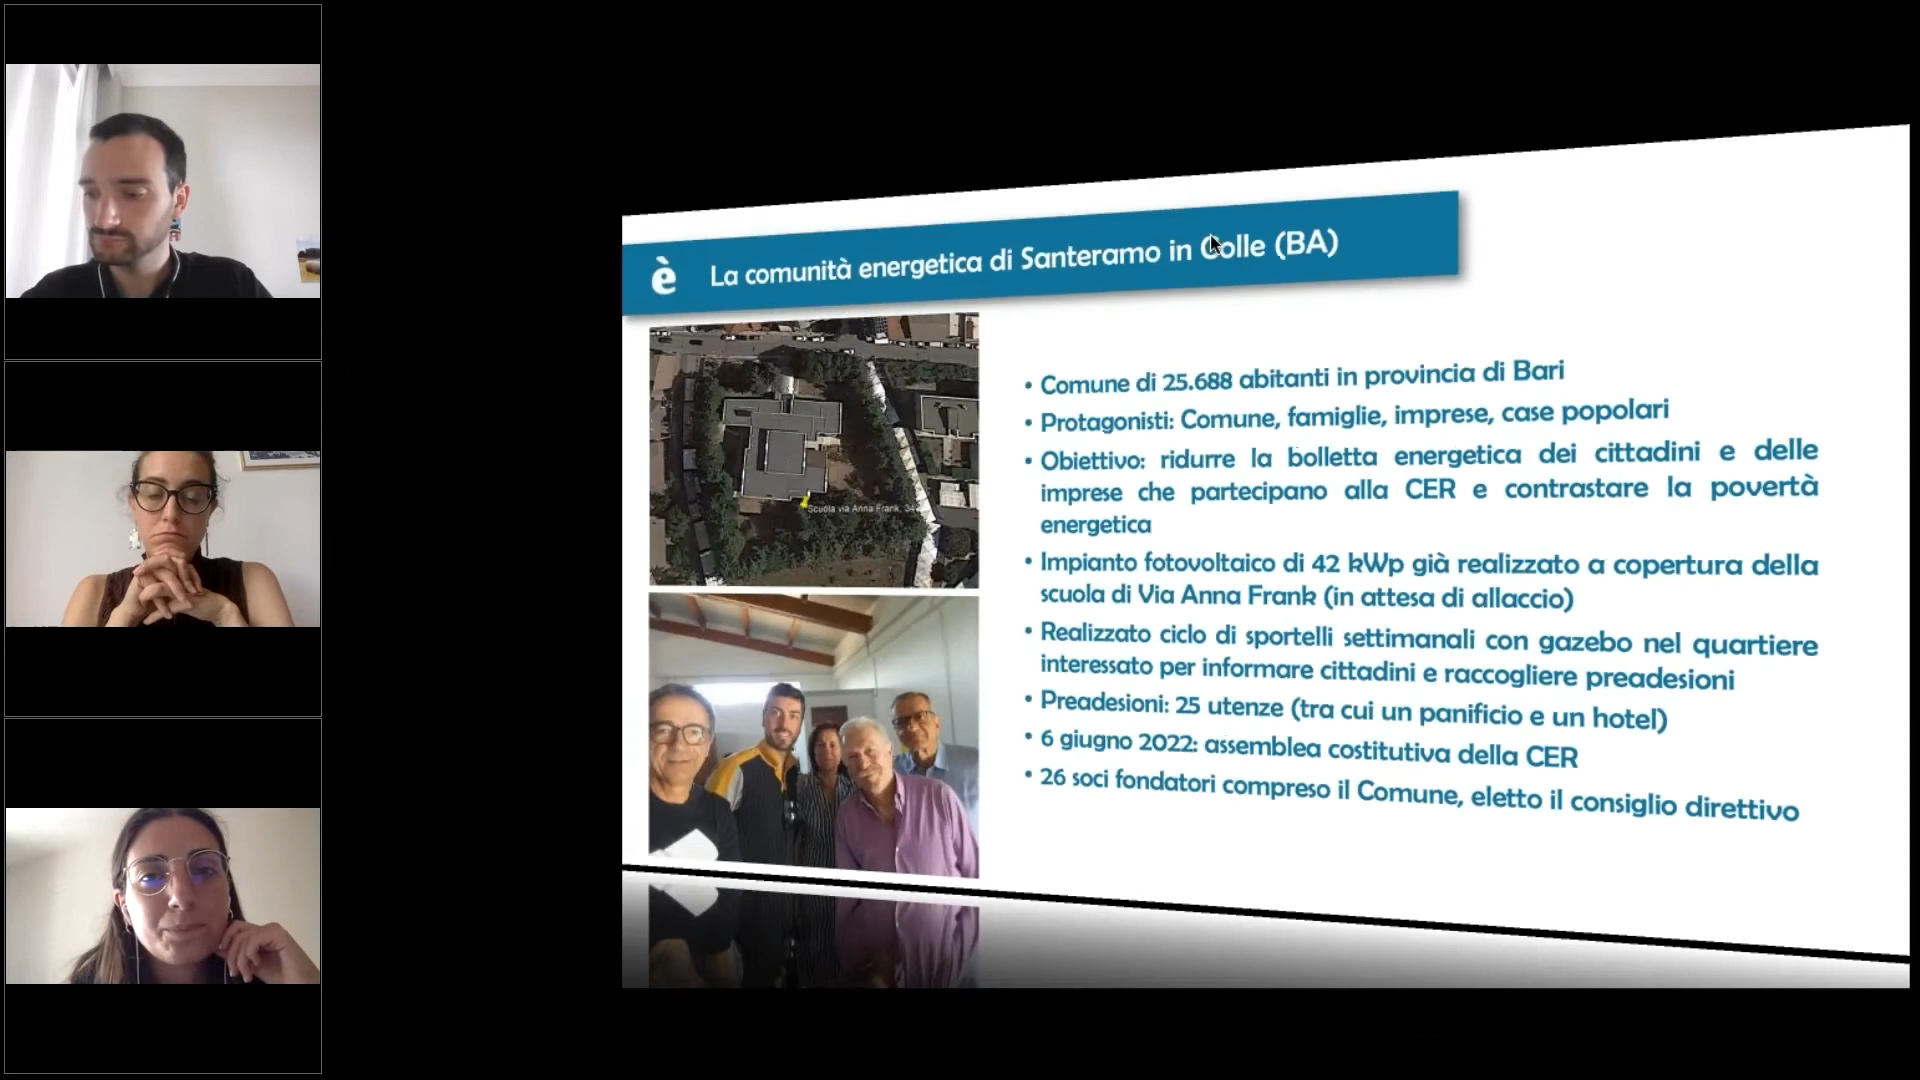 è
La comunità energetica di Santeramo in Colle (BA)
Scuola via Anna Frank, 34
• Comune di 25.688 abitanti in provincia di Bari
• Protagonisti: Comune, famiglie, imprese, case popolari
• Obiettivo: ridurre la bolletta energetica dei cittadini e delle
imprese che partecipano alla CER e contrastare la povertà
energetica
• Impianto fotovoltaico di 42 kWp già realizzato a copertura della
scuola di Via Anna Frank (in attesa di allaccio)
• Realizzato ciclo di sportelli settimanali con gazebo nel quartiere
interessato per informare cittadini e raccogliere preadesioni
• Preadesioni: 25 utenze (tra cui un panificio e un hotel)
• 6 giugno 2022: assemblea costitutiva della CER
• 26 soci fondatori compreso il Comune, eletto il consiglio direttivo